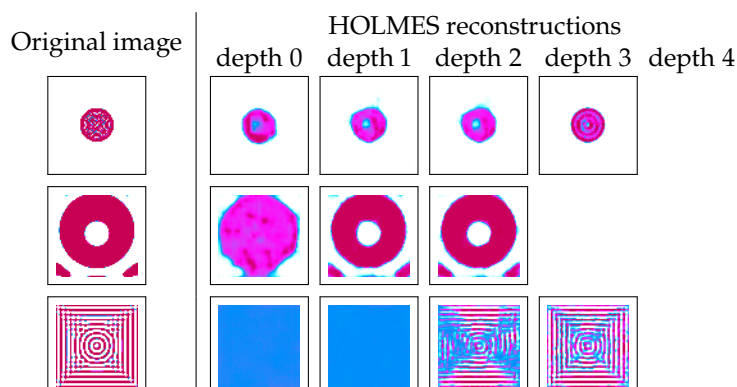 Original image
HOLMES reconstructions
depth 0 depth 1 depth 2 depth 3 depth 4